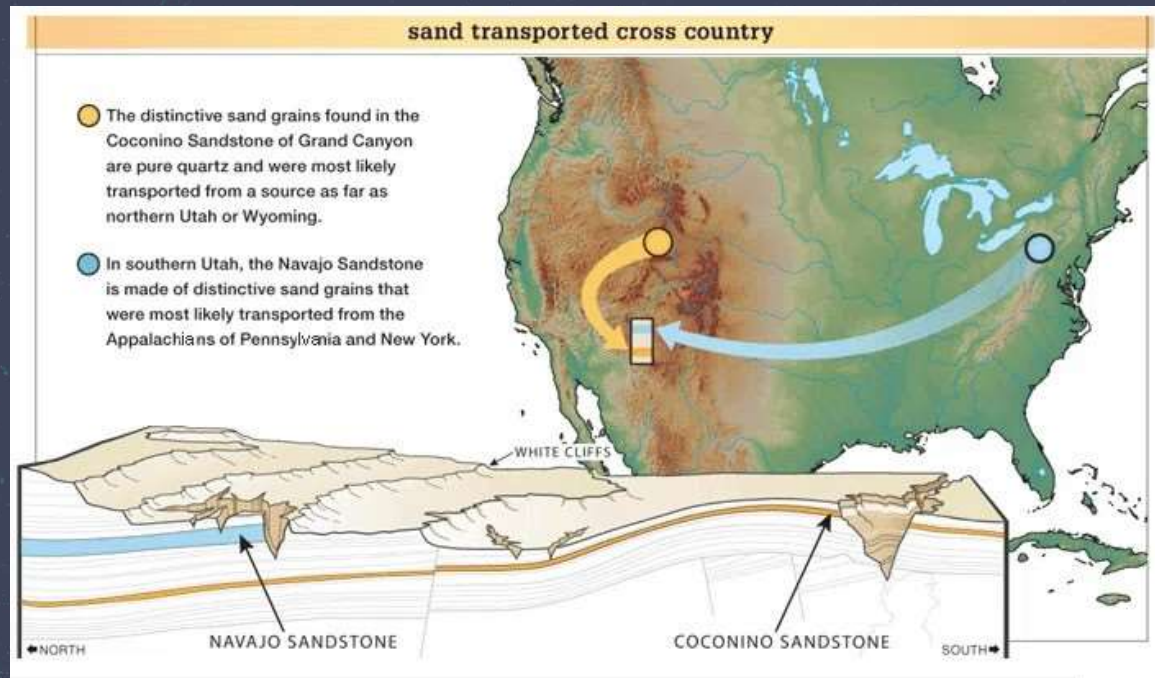 sand transported cross country
The distinctive sand grains found in the
Coconino Sandstone of Grand Canyon
are pure quartz and were most likely
transported from a source as far as
northern Utah or Wyoming.
In southern Utah, the Navajo Sandstone
is made of distinctive sand grains that
were most likely transported from the
Appalachians of Pennsylvania and New York.
WHITE CLIFFS
NAVAJO SANDSTONE
COCONINO SANDSTONE
NORTH
SOUTH